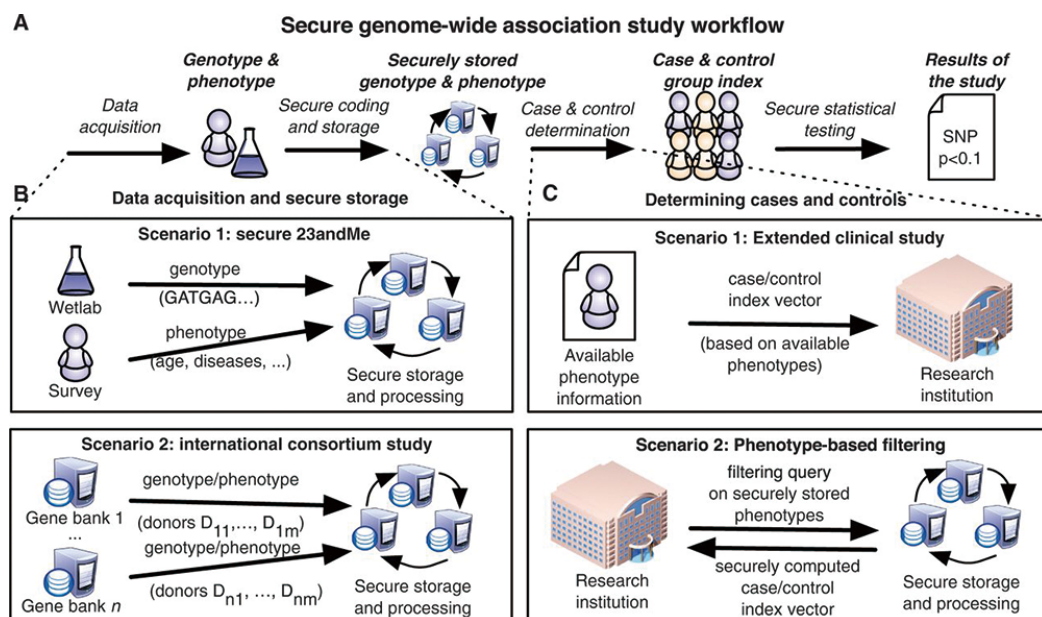 A
Secure genome-wide association study workflow
Data
acquisition
Genotype &
phenotype
Secure coding
and storage
Securely stored
genotype & phenotype
Case & control
determination
Case & control
group index
Secure statistical
testing
Results of
the study
SNP
p<0.1
B
Data acquisition and secure storage
Scenario 1: secure 23andMe
Wetlab
genotype
(GATGAG...)
phenotype
(age, diseases, ...)
Survey
Secure storage
and processing
Scenario 2: international consortium study
Gene bank 1
...
Gene bank n
genotype/phenotype
(donors D11,..., D1m)
genotype/phenotype
(donors Dn1, ..., Dnm)
Secure storage
and processing
C
Determining cases and controls
Scenario 1: Extended clinical study
Available
phenotype
information
case/control
index vector
(based on available
phenotypes)
Research
institution
Scenario 2: Phenotype-based filtering
Research
institution
filtering query
on securely stored
phenotypes
securely computed
case/control
index vector
Secure storage
and processing